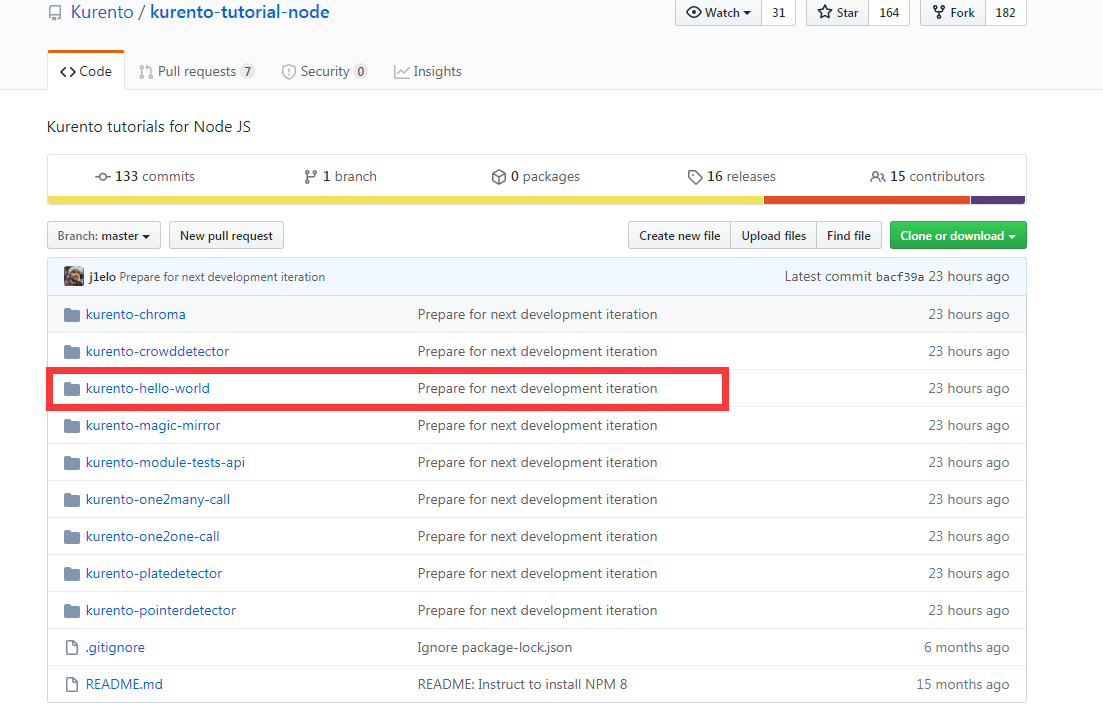 Kurento / kurento-tutorial-node
Watch 31 Star 164 Fork 182
Code Pull requests 7 Security 0 Insights
Kurento tutorials for Node JS
133 commits 1 branch 0 packages 16 releases 15 contributors
Branch: master New pull request Create new file Upload files Find file Clone or download
j1elo Prepare for next development iteration Latest commit bacf39a 23 hours ago
kurento-chroma Prepare for next development iteration 23 hours ago
kurento-crowddetector Prepare for next development iteration 23 hours ago
kurento-hello-world Prepare for next development iteration 23 hours ago
kurento-magic-mirror Prepare for next development iteration 23 hours ago
kurento-module-tests-api Prepare for next development iteration 23 hours ago
kurento-one2many-call Prepare for next development iteration 23 hours ago
kurento-one2one-call Prepare for next development iteration 23 hours ago
kurento-platedetector Prepare for next development iteration 23 hours ago
kurento-pointerdetector Prepare for next development iteration 23 hours ago
.gitignore Ignore package-lock.json 6 months ago
README.md README: Instruct to install NPM 8 15 months ago